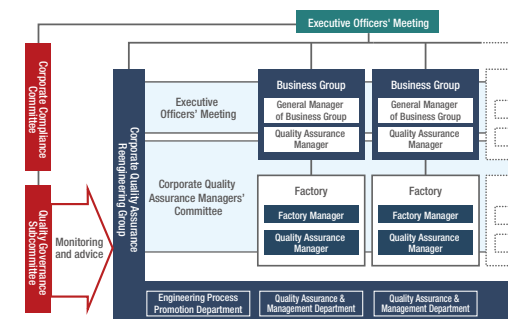 Executive Officers' Meeting
Corporate Compliance
Committee
Quality Governance
Subcommittee
Monitoring
and advice
Corporate Quality Assurance
Reengineering Group
Executive
Officers' Meeting
Corporate Quality
Assurance Managers'
Committee
Business Group
General Manager
of Business Group
Quality Assurance
Manager
Factory
Factory Manager
Quality Assurance
Manager
Business Group
General Manager
of Business Group
Quality Assurance
Manager
Factory
Factory Manager
Quality Assurance
Manager
Engineering Process
Promotion Department
Quality Assurance &
Management Department
Quality Assurance &
Management Department